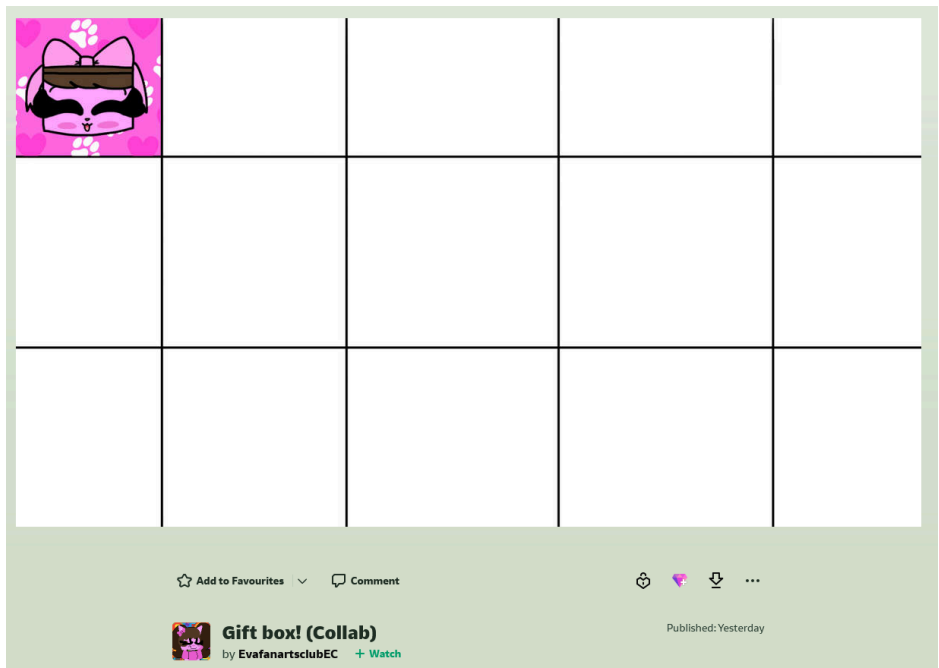 Add to Favourites
Comment
Gift box! (Collab)
Published: Yesterday
by EvafanartsclubEC
+ Watch